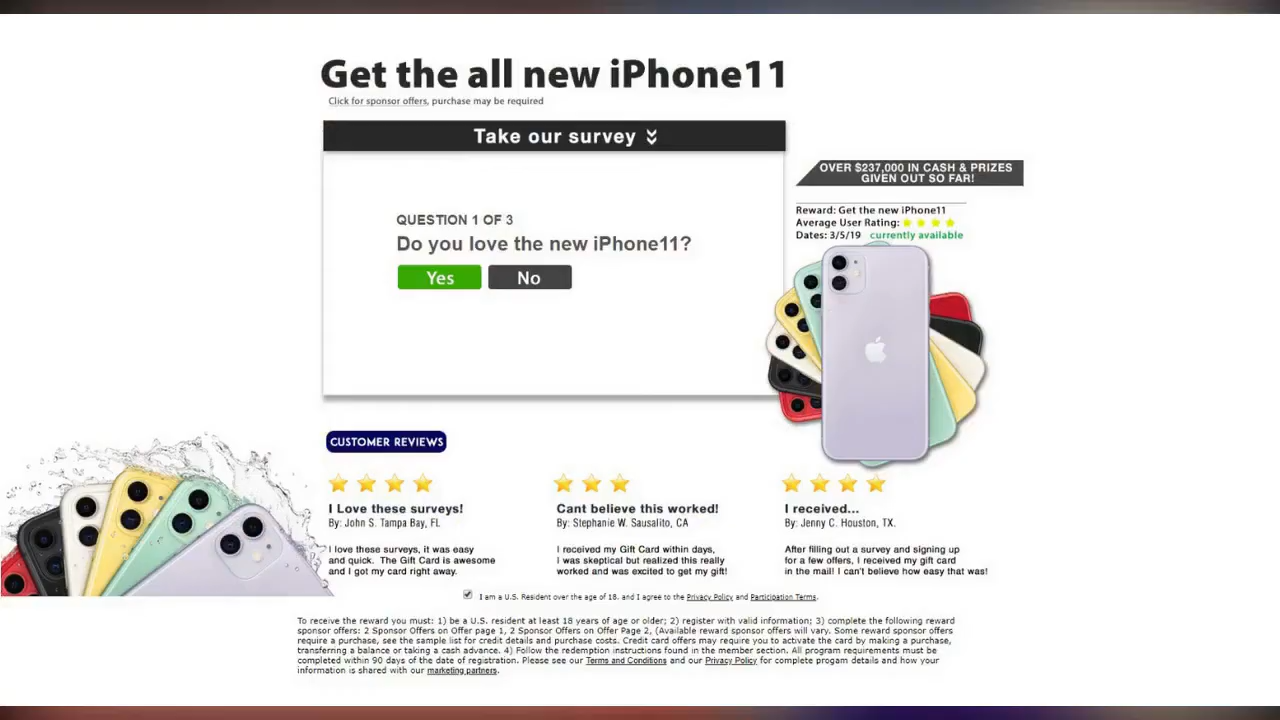 Get the all new iPhone11
Click for sponsor offers, purchase may be required
Take our survey
OVER $237,000 IN CASH & PRIZES
GIVEN OUT SO FAR!
Reward: Get the new iPhone11
Average User Rating:
Dates: 3/5/19 currently available
QUESTION 1 OF 3
Do you love the new iPhone11?
Yes No
CUSTOMER REVIEWS
I Love these surveys!
By: John S. Tampa Bay, FL
I love these surveys, it was easy
and quick. The Gift Card is awesome
and I got my card right away.
Cant believe this worked!
By: Stephanie W. Sausalito, CA
I received my Gift Card within days,
I was skeptical but realized this really
worked and was excited to get my gift!
I received...
By: Jenny C. Houston, TX.
After filling out a survey and signing up
for a few offers, I received my gift card
in the mail! I can't believe how easy that was!
I am a U.S. Resident over the age of 18. and I agree to the Privacy Policy and Participation Terms.
To receive the reward you must: 1) be a U.S. resident at least 18 years of age or older; 2) register with valid information; 3) complete the following reward
sponsor offers: 2 Sponsor Offers on Offer page 1, 2 Sponsor Offers on Offer Page 2, (Available reward sponsor offers will vary. Some reward sponsor offers
require a purchase, see the sample list for credit details and purchase costs. Credit card offers may require you to activate the card by making a purchase,
transferring a balance or taking a cash advance. 4) Follow the redemption instructions found in the member section. All program requirements must be
completed within 90 days of the date of registration. Please see our Terms and Conditions and our Privacy Policy for complete progam details and how your
information is shared with our marketing partners.